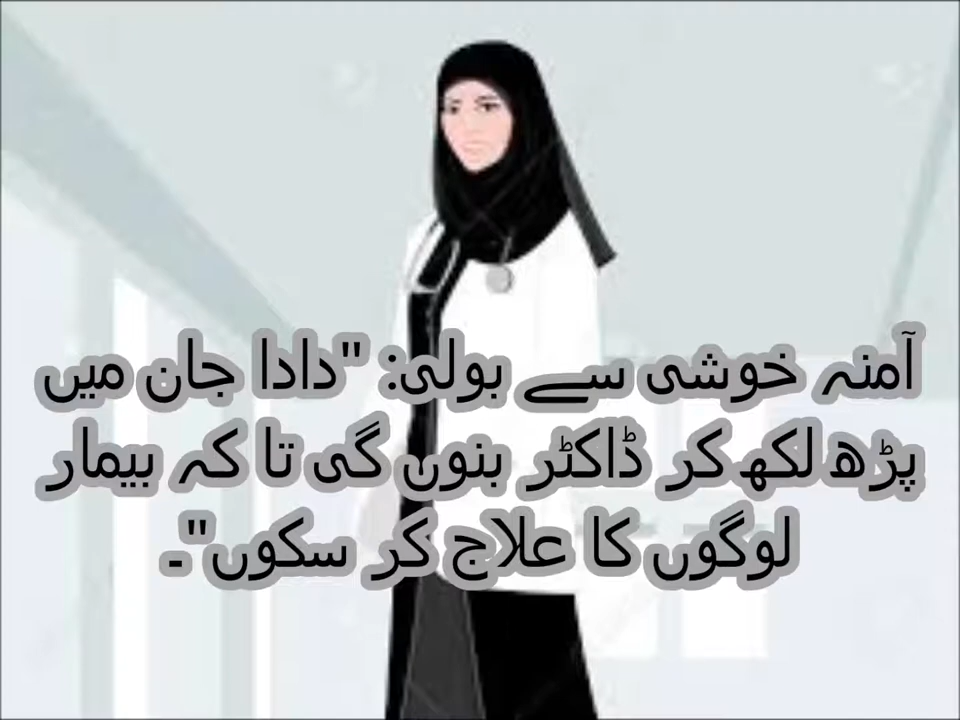 آمنہ خوشی سے بولی: "دادا جان میں
پڑھ لکھ کر ڈاکٹر بنوں گی تا کہ بیمار
لوگوں کا علاج کر سکوں"۔